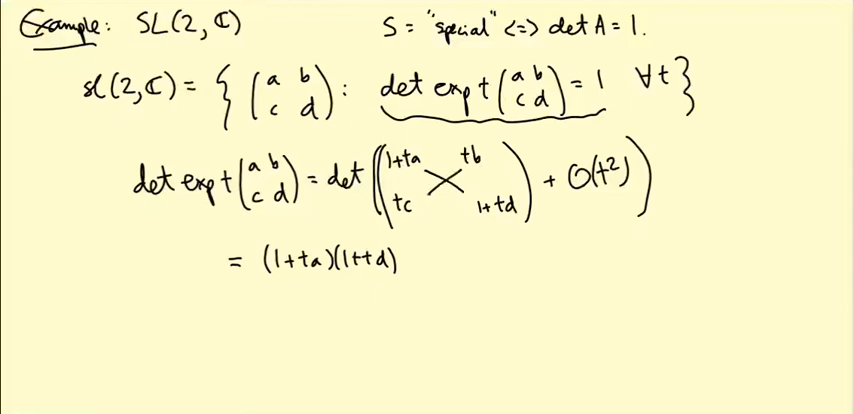 Example: SL(2, ℂ) S = "special" <=> det A = 1.
sl(2,ℂ) = { (a b; c d) : det exp t (a b; c d) = 1 ∀t }
det exp t (a b; c d) = det ( (1+ta tb; tc 1+td) + O(t²) )
= (1+ta)(1+td)